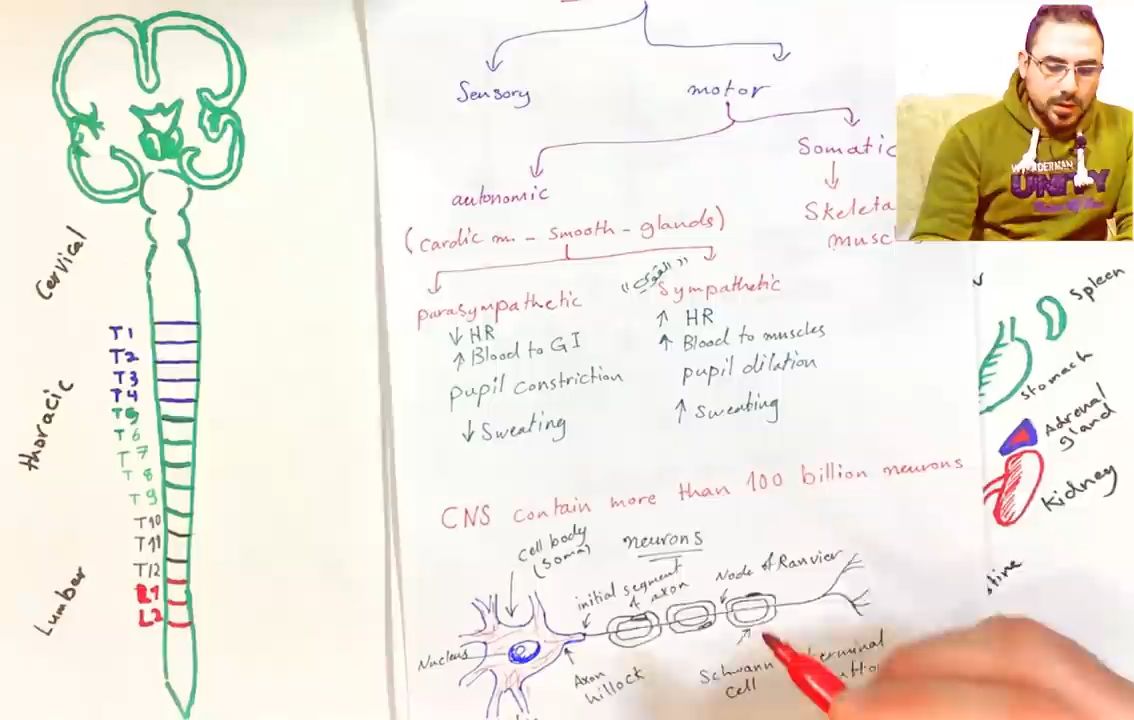 Cervical
thoracic
Lumbar
T1
T2
T3
T4
T5
T6
T7
T8
T9
T10
T11
T12
L1
L2
Sensory
motor
autonomic
Somatic
(Cardic m. - Smooth - glands)
Skeleta
muscl
parasympathetic
↓ HR
↑ Blood to GI
pupil constriction
↓ Sweating
Sympathetic
↑ HR
↑ Blood to muscles
pupil dilation
↑ Sweating
CNS contain more than 100 billion neurons
neurons
cell body
(Soma)
initial segment
of axon
Node of Ranvier
Nucleus
Axon
hillock
Schwann
cell
terminal
Spleen
Stomach
Adrenal
gland
Kidney
UNITY